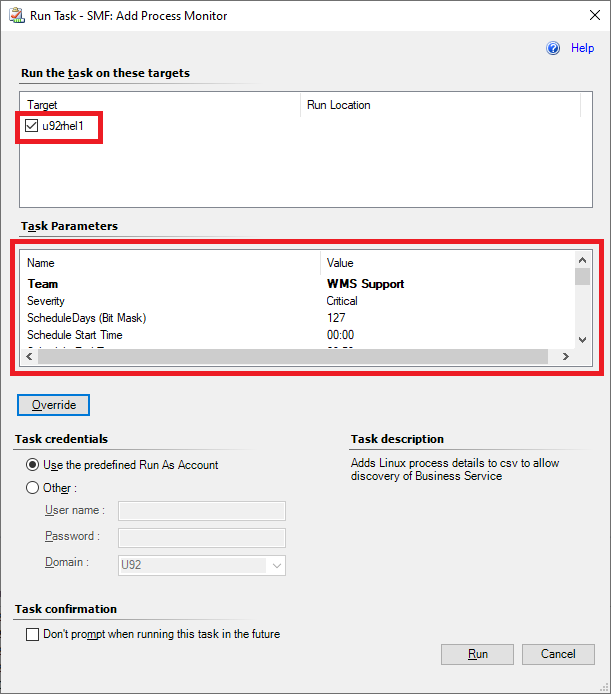 Run Task - SMF: Add Process Monitor
Help
Run the task on these targets
Target Run Location
u92rhel1
Task Parameters
Name Value
Team WMS Support
Severity Critical
ScheduleDays (Bit Mask) 127
Schedule Start Time 00:00
Override
Task credentials
Use the predefined Run As Account
Other :
User name :
Password :
Domain : U92
Task description
Adds Linux process details to csv to allow
discovery of Business Service
Task confirmation
Don't prompt when running this task in the future
Run Cancel